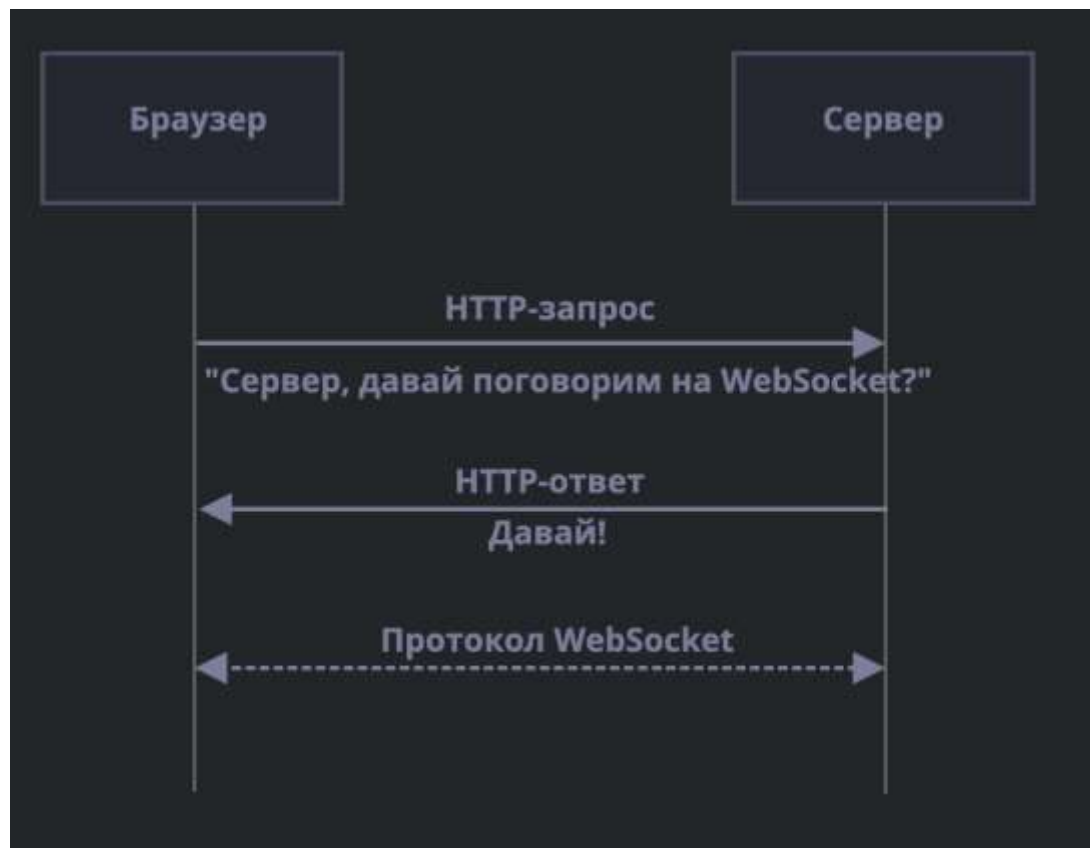 Браузер
Сервер
HTTP-запрос
"Сервер, давай поговорим на WebSocket?"
HTTP-ответ
Давай!
Протокол WebSocket